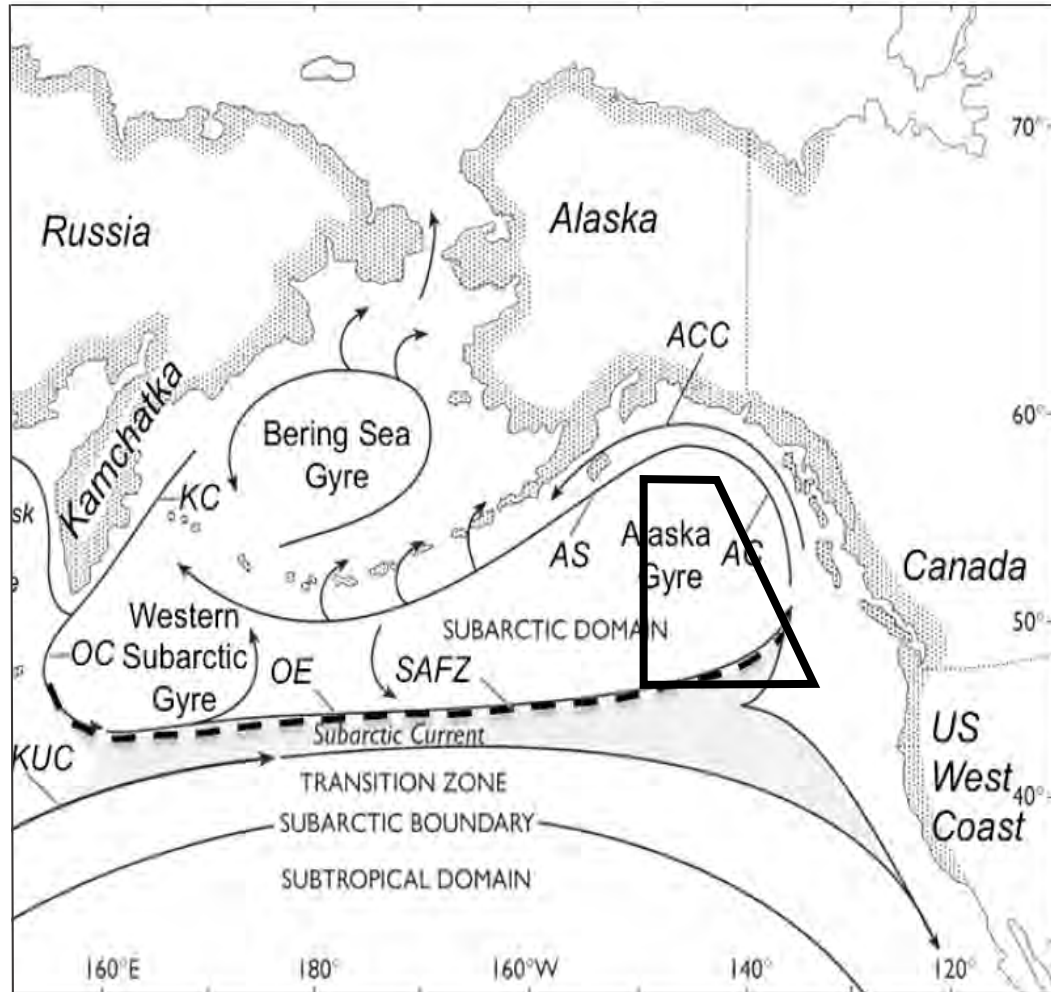 70°
Russia
Alaska
ACC
60°
Kamchatka
Bering Sea
Gyre
KC
sk
AS
Alaska
Gyre
AC
Canada
e
Western
Subarctic
Gyre
SUBARCTIC DOMAIN
50°
OC
OE
SAFZ
Subarctic Current
US
West
Coast
KUC
TRANSITION ZONE
40°
SUBARCTIC BOUNDARY
SUBTROPICAL DOMAIN
160°E
180°
160°W
140°
120°